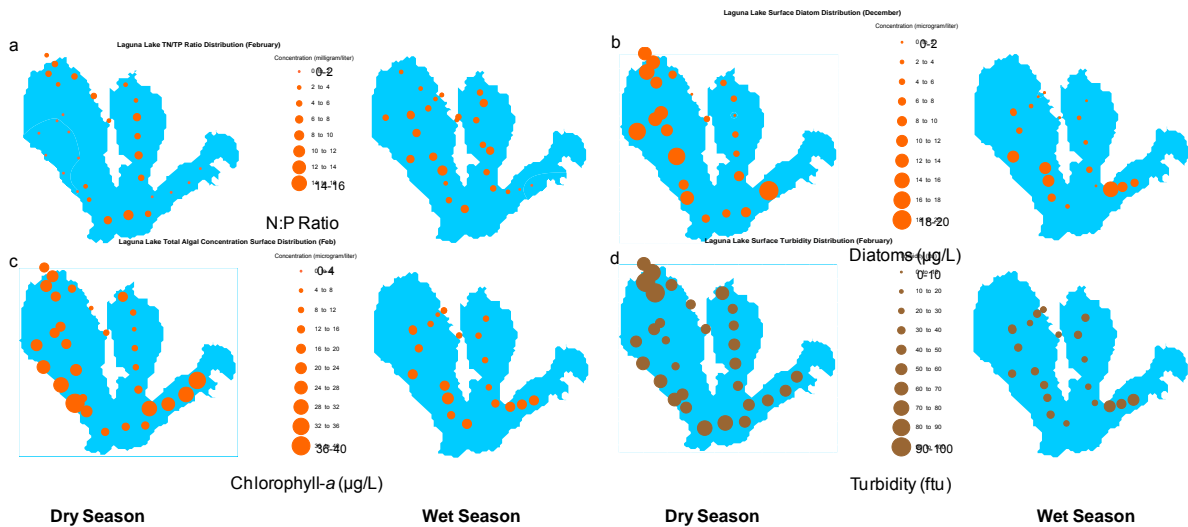 Laguna Lake Surface Diatom Distribution (December)
a
Laguna Lake TN/TP Ratio Distribution (February)
Concentration (milligram/liter)
0-2
2 to 4
4 to 6
6 to 8
8 to 10
10 to 12
12 to 14
14-16
N:P Ratio
b
Concentration (microgram/liter)
0-2
2 to 4
4 to 6
6 to 8
8 to 10
10 to 12
12 to 14
14 to 16
16 to 18
18-20
Diatoms (µg/L)
c
Laguna Lake Total Algal Concentration Surface Distribution (Feb)
Concentration (microgram/liter)
0-4
4 to 8
8 to 12
12 to 16
16 to 20
20 to 24
24 to 28
28 to 32
32 to 36
36-40
Chlorophyll-a (µg/L)
d
Laguna Lake Surface Turbidity Distribution (February)
0-10
10 to 20
20 to 30
30 to 40
40 to 50
50 to 60
60 to 70
70 to 80
80 to 90
90-100
Turbidity (ftu)
Dry Season
Wet Season
Dry Season
Wet Season